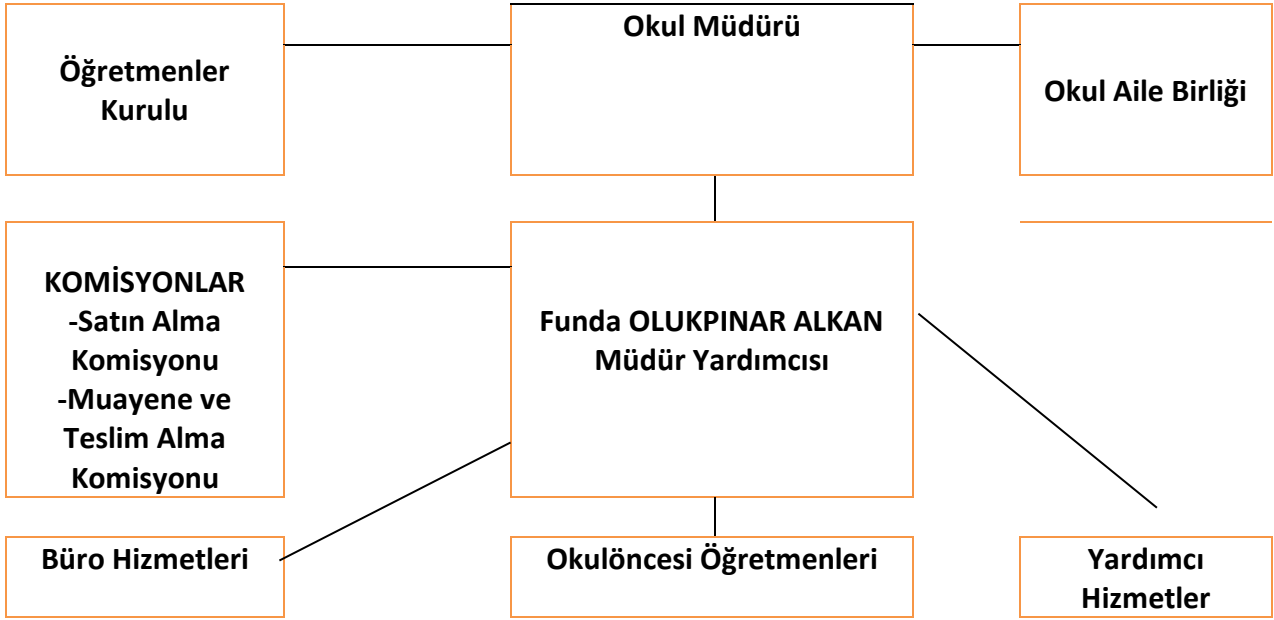 Okul Müdürü
Öğretmenler
Kurulu
Okul Aile Birliği
KOMİSYONLAR
-Satın Alma
Komisyonu
-Muayene ve
Teslim Alma
Komisyonu
Funda OLUKPINAR ALKAN
Müdür Yardımcısı
Büro Hizmetleri
Okulöncesi Öğretmenleri
Yardımcı
Hizmetler